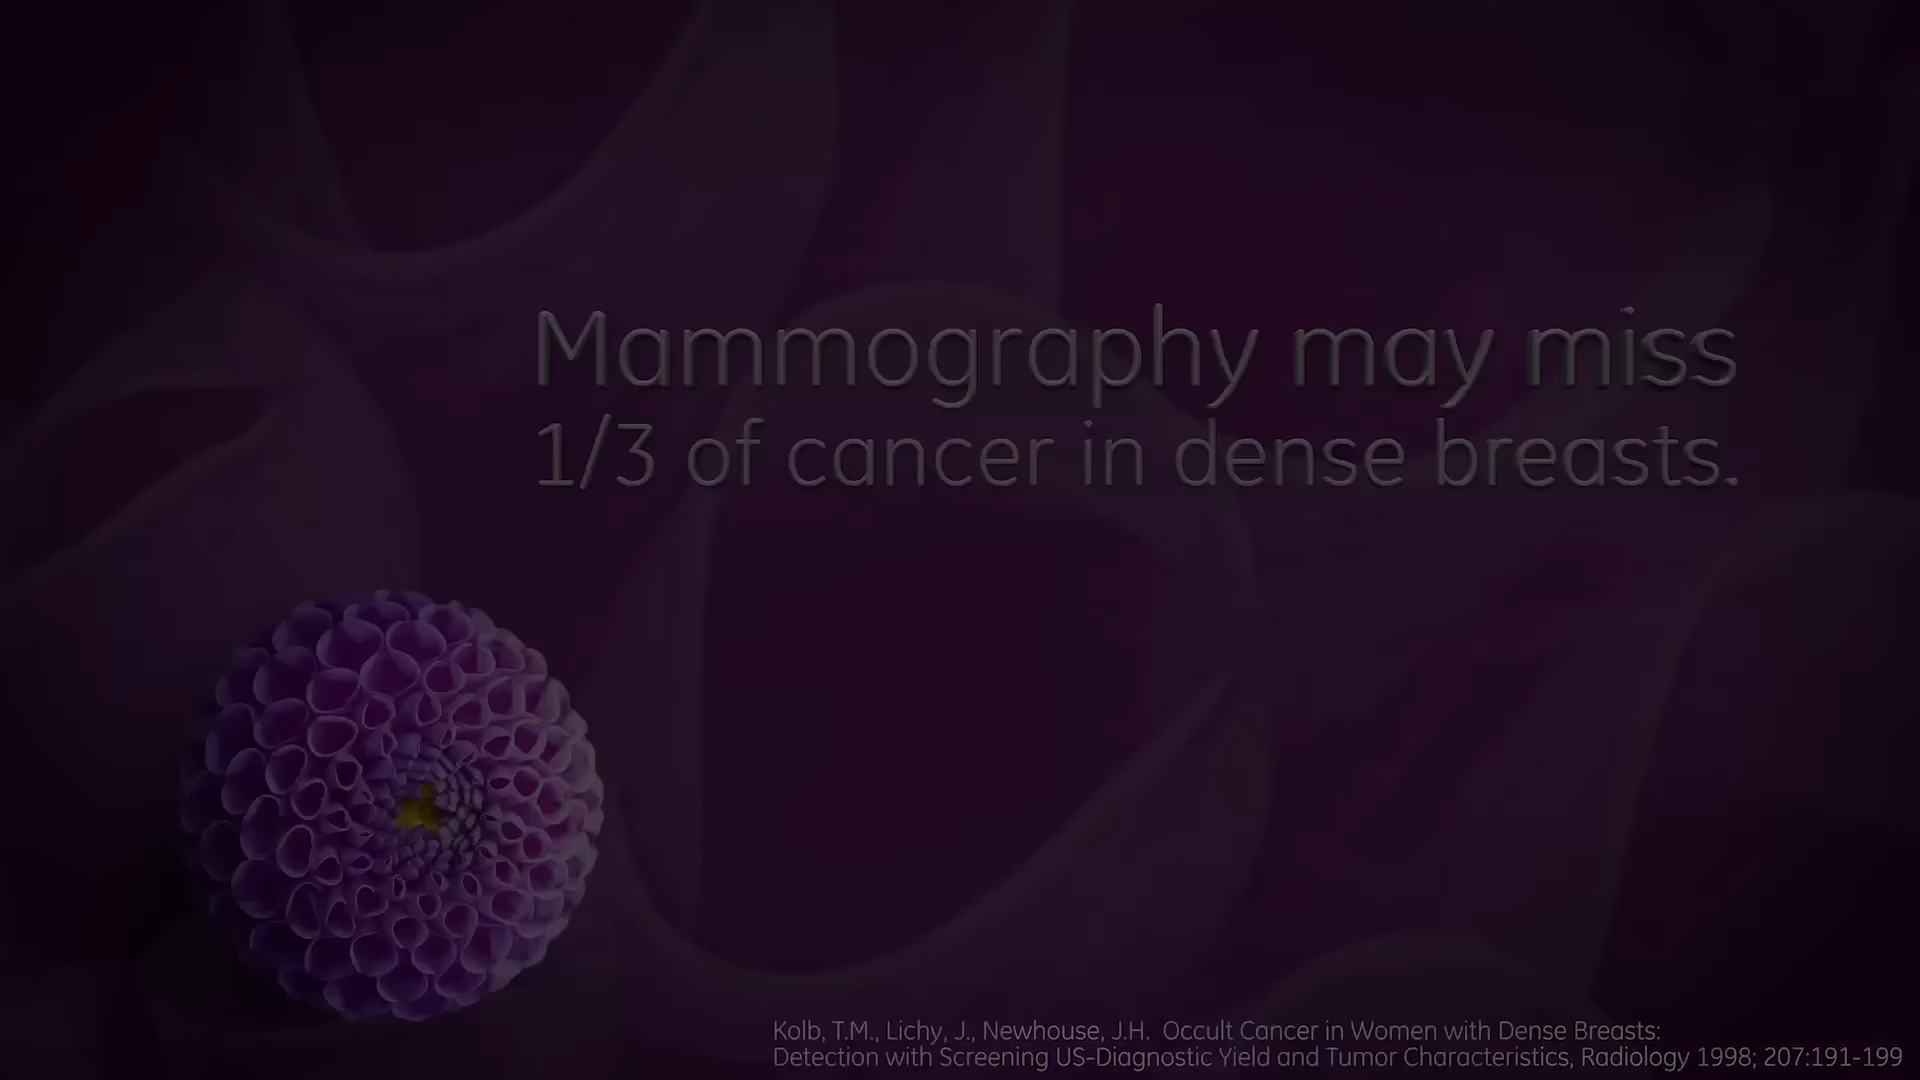 Mammography may miss
1/3 of cancer in dense breasts.
Kolb, T.M., Lichy, J., Newhouse, J.H. Occult Cancer in Women with Dense Breasts:
Detection with Screening US-Diagnostic Yield and Tumor Characteristics, Radiology 1998; 207:191-199